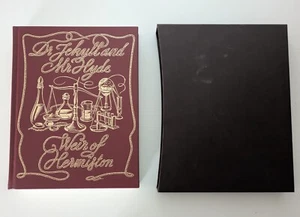 Dr Jekyll and
Mr Hyde
Weir of
Hermiston